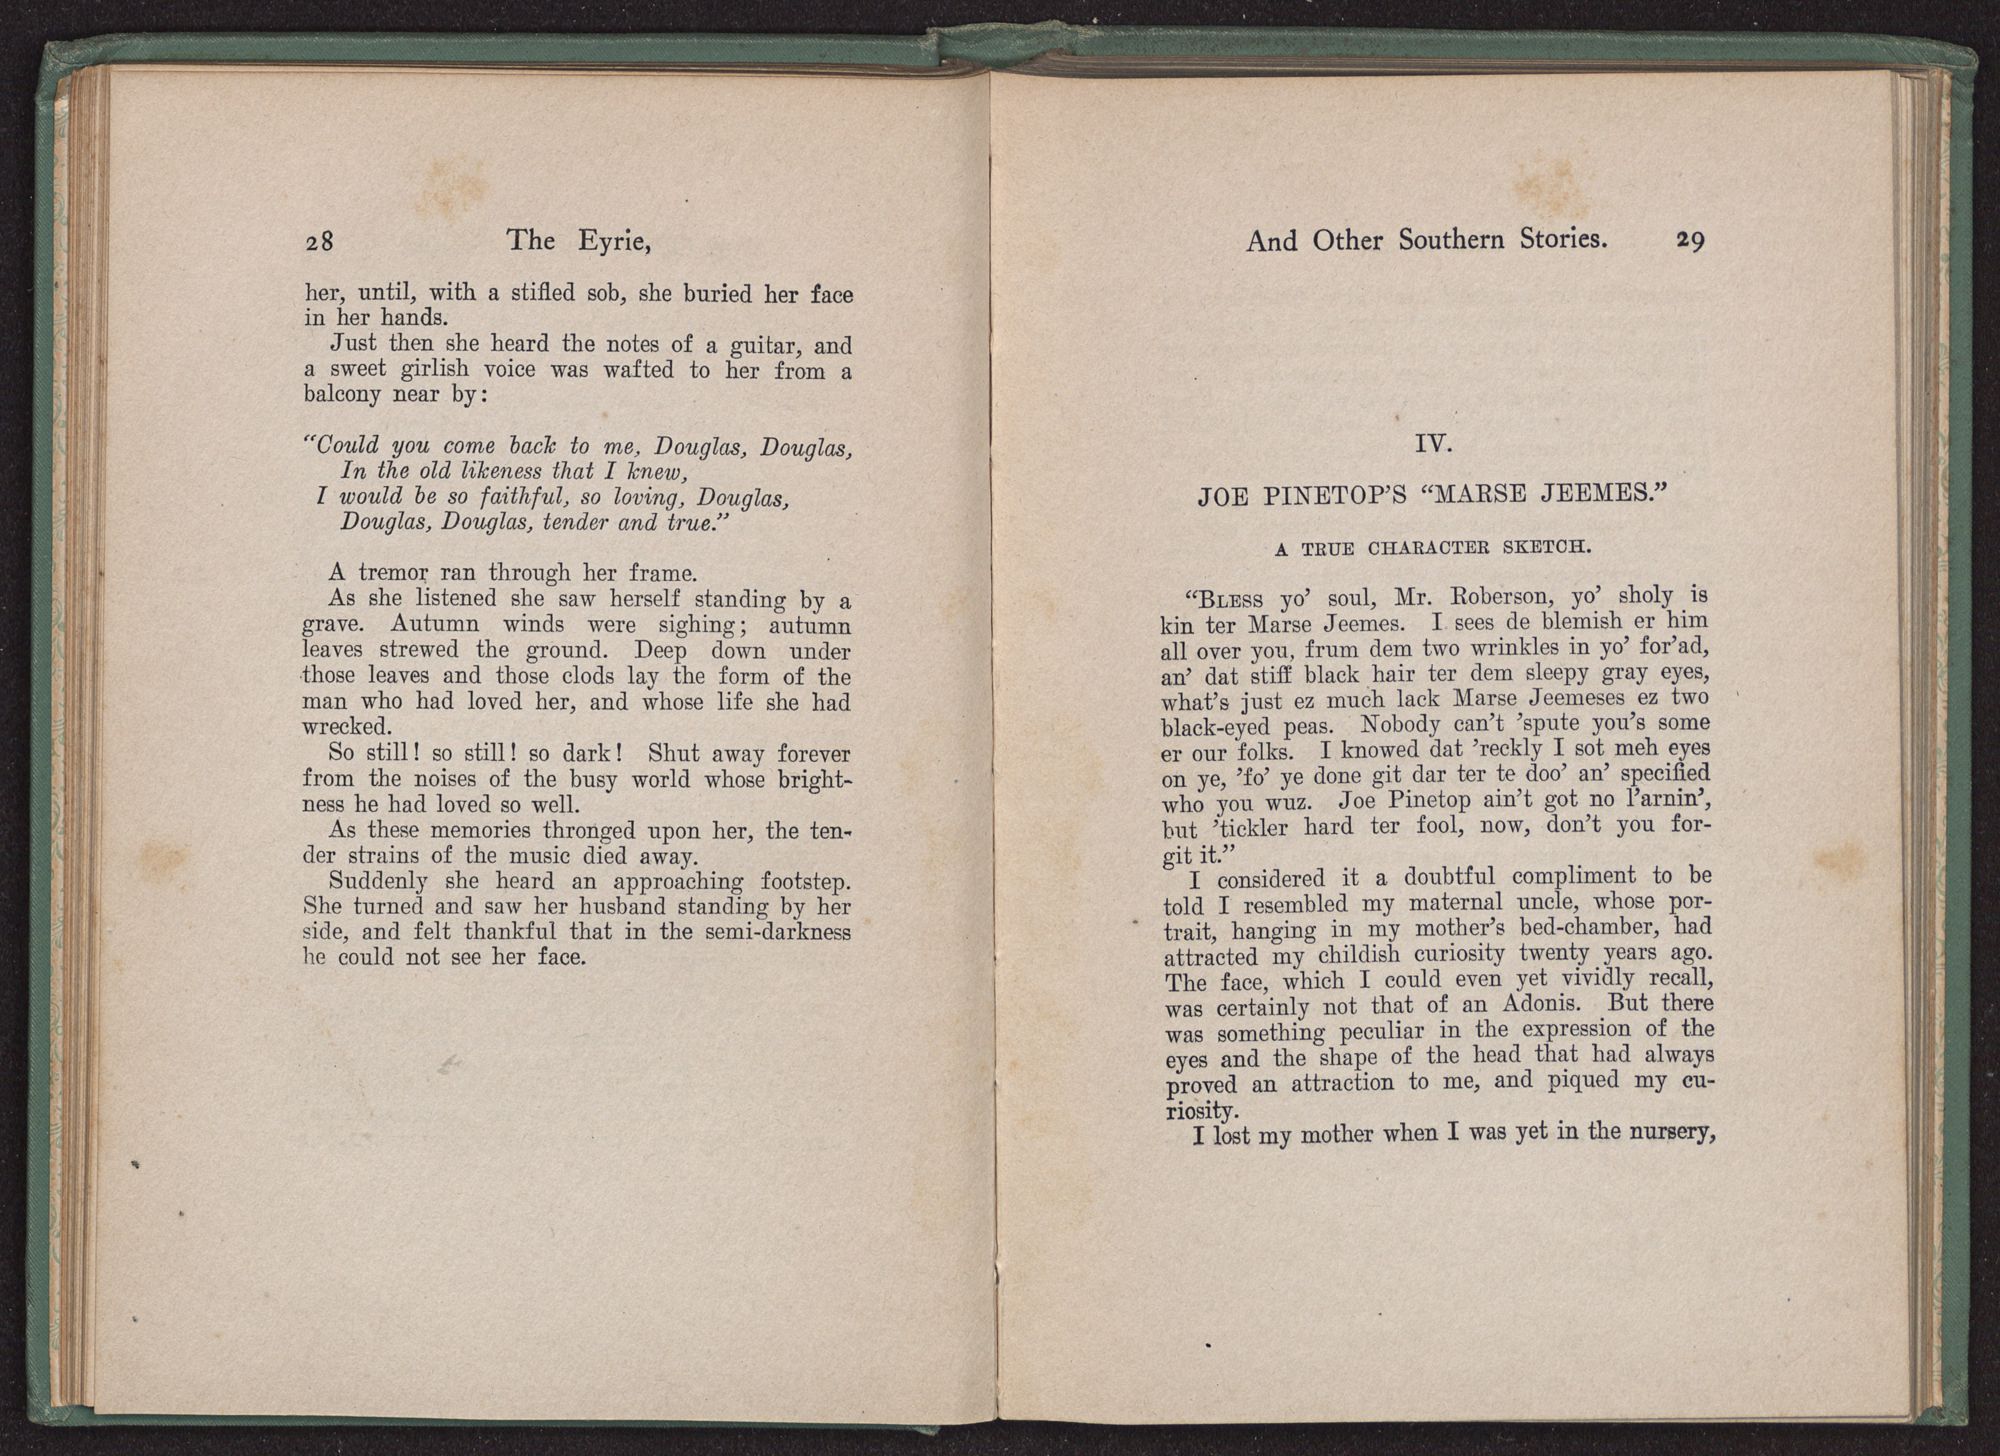 28 The Eyrie,
her, until, with a stifled sob, she buried her face
in her hands.
Just then she heard the notes of a guitar, and
a sweet girlish voice was wafted to her from a
balcony near by:
“Could you come back to me, Douglas, Douglas,
In the old likeness that I knew,
I would be so faithful, so loving, Douglas,
Douglas, Douglas, tender and true.”
A tremor ran through her frame.
As she listened she saw herself standing by a
grave. Autumn winds were sighing; autumn
leaves strewed the ground. Deep down under
those leaves and those clods lay the form of the
man who had loved her, and whose life she had
wrecked.
So still! so still! so dark! Shut away forever
from the noises of the busy world whose bright-
ness he had loved so well.
As these memories thronged upon her, the ten-
der strains of the music died away.
Suddenly she heard an approaching footstep.
She turned and saw her husband standing by her
side, and felt thankful that in the semi-darkness
he could not see her face.
And Other Southern Stories. 29
IV.
JOE PINETOP’S “MARSE JEEMES.”
A TRUE CHARACTER SKETCH.
“BLESS yo’ soul, Mr. Roberson, yo’ sholy is
kin ter Marse Jeemes. I sees de blemish er him
all over you, frum dem two wrinkles in yo’ for’ad,
an’ dat stiff black hair ter dem sleepy gray eyes,
what’s just ez much lack Marse Jeemeses ez two
black-eyed peas. Nobody can’t ’spute you’s some
er our folks. I knowed dat ’reckly I sot meh eyes
on ye, ’fo’ ye done git dar ter te doo’ an’ specified
who you wuz. Joe Pinetop ain’t got no l’arnin’,
but ’tickler hard ter fool, now, don’t you for-
git it.”
I considered it a doubtful compliment to be
told I resembled my maternal uncle, whose por-
trait, hanging in my mother’s bed-chamber, had
attracted my childish curiosity twenty years ago.
The face, which I could even yet vividly recall,
was certainly not that of an Adonis. But there
was something peculiar in the expression of the
eyes and the shape of the head that had always
proved an attraction to me, and piqued my cu-
riosity.
I lost my mother when I was yet in the nursery,